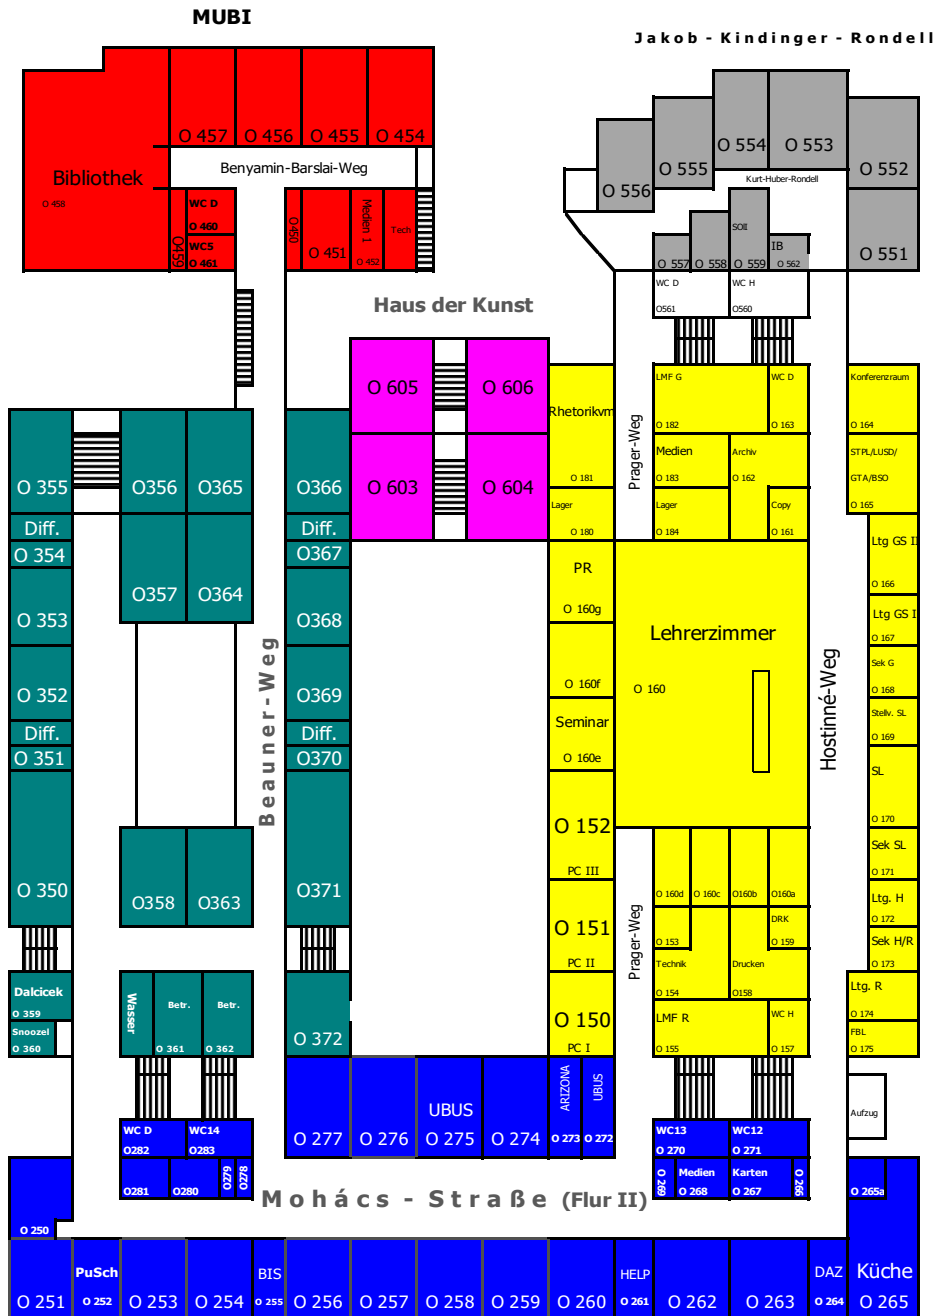 MUBI
Jakob - Kindinger - Rondell
O 457
O 456
O 455
O 454
Bibliothek
O 458
Benyamin-Barslai-Weg
WC D
O 460
WCS
O 461
O459
O 450
O 451
Medien 1
O 452
Tech
O 556
O 555
O 554
O 553
O 552
Kurt-Huber-Rondell
O 557
O 558
SOII
O 559
IB
O 562
O 551
WC D
O561
WC H
O560
Haus der Kunst
O 605
O 606
O 603
O 604
Rhetorikvm
O 181
Lager
O 180
Prager-Weg
LMF G
O 182
WC D
O 163
Medien
O 183
Archiv
O 162
Lager
O 184
Copy
O 161
Konferenzraum
O 164
STPL/LUSD/
GTA/BSO
O 165
Ltg GS II
O 166
Ltg GS I
O 167
Sek G
O 168
Stellv. SL
O 169
SL
O 170
Sek SL
O 171
Ltg. H
O 172
Sek H/R
O 173
Ltg. R
O 174
FBL
O 175
O 355
O356
O365
O366
Diff.
O 354
Diff.
O367
O 353
O357
O364
O368
O 352
O369
Diff.
O 351
Diff.
O370
O 350
O358
O363
O371
Beauner-Weg
PR
O 160g
O 160f
Seminar
O 160e
Lehrerzimmer
O 160
Hostinné-Weg
O 152
PC III
O 151
PC II
O 150
PC I
Prager-Weg
O 160d
O 160c
O160b
O160a
O 153
DRK
O 159
Technik
O 154
Drucken
O158
LMF R
O 155
WC H
O 157
Dalcicek
O 359
Snoozel
O 360
Wasser
Betr.
O 361
Betr.
O 362
O 372
UBUS
O 277
O 276
O 275
O 274
ARIZONA
O 273
UBUS
O 272
Aufzug
WC D
O282
WC14
O283
O281
O280
O279
O278
WC13
O 270
WC12
O 271
O 269
Medien
O 268
Karten
O 267
O 266
O 265a
O 250
Mohács - Straße (Flur II)
O 251
PuSch
O 252
O 253
O 254
BIS
O 255
O 256
O 257
O 258
O 259
O 260
HELP
O 261
O 262
O 263
DAZ
O 264
Küche
O 265